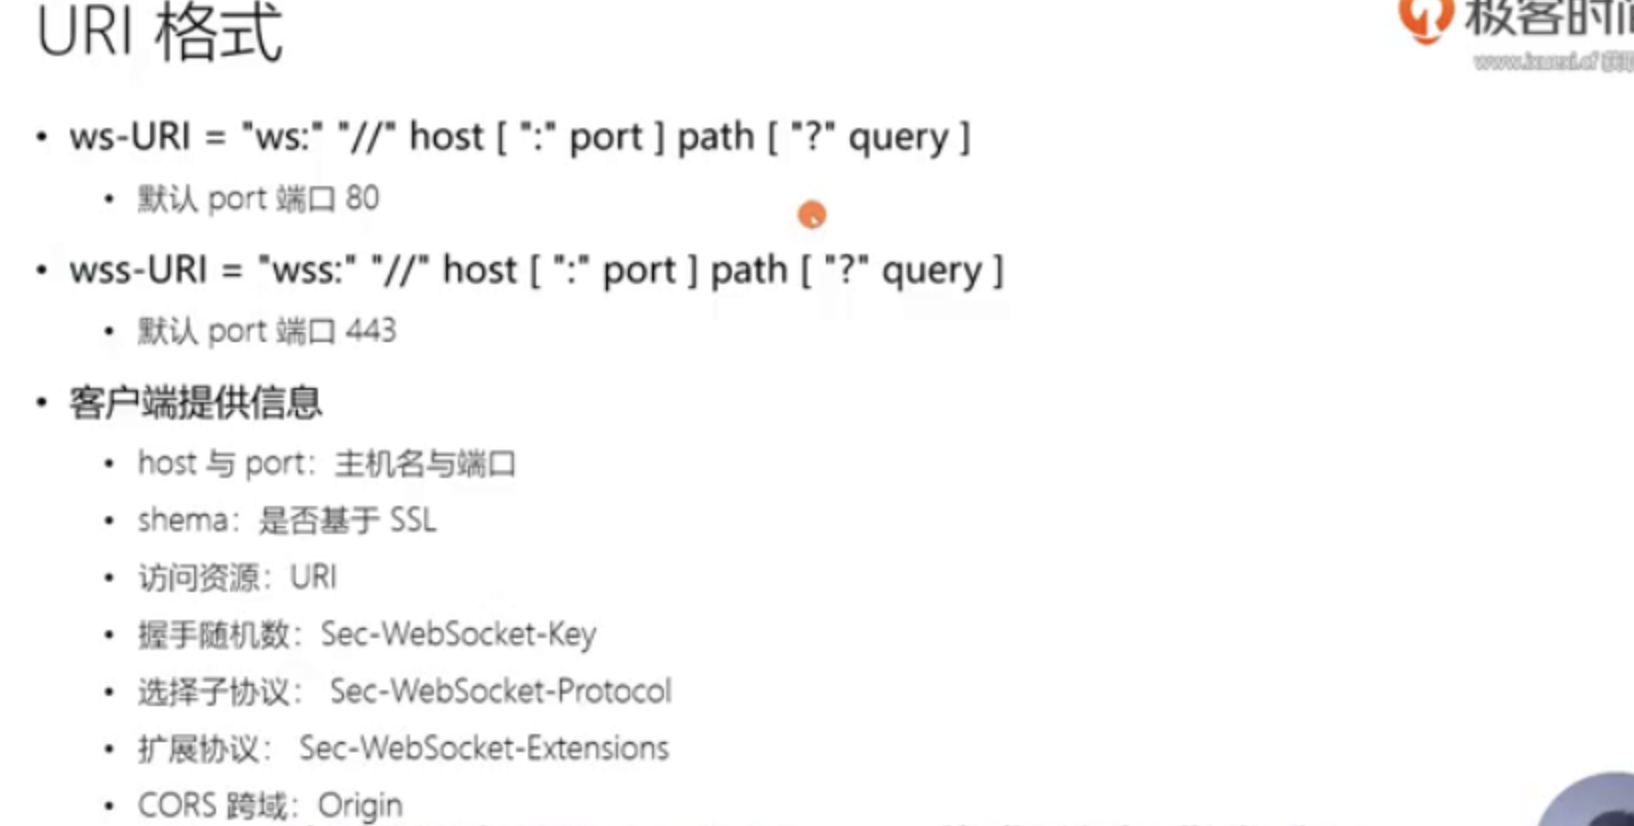 URI 格式
极客时间
• ws-URI = "ws:" "//" host [ ":" port ] path [ "?" query ]
• 默认 port 端口 80
• wss-URI = "wss:" "//" host [ ":" port ] path [ "?" query ]
• 默认 port 端口 443
• 客户端提供信息
• host 与 port：主机名与端口
• shema：是否基于 SSL
• 访问资源：URI
• 握手随机数：Sec-WebSocket-Key
• 选择子协议： Sec-WebSocket-Protocol
• 扩展协议： Sec-WebSocket-Extensions
• CORS 跨域：Origin